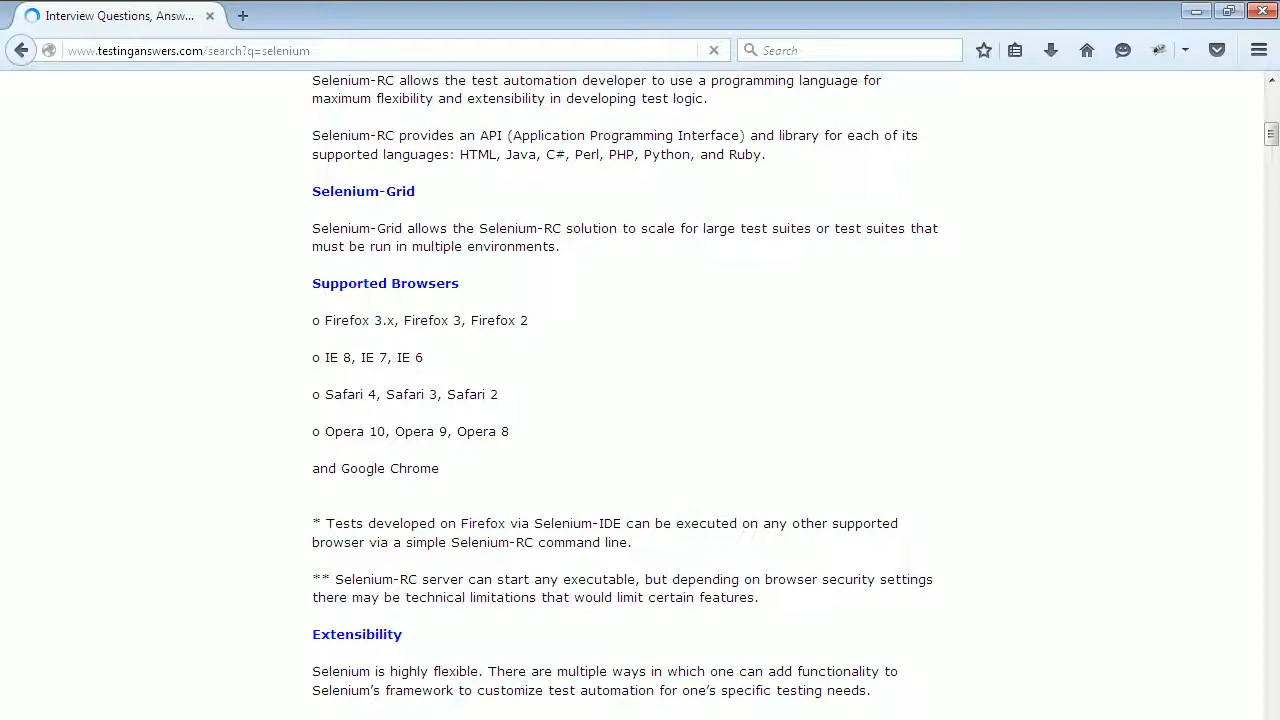 Interview Questions, Answ...
www.testinganswers.com/search?q=selenium
Search
Selenium-RC allows the test automation developer to use a programming language for
maximum flexibility and extensibility in developing test logic.
Selenium-RC provides an API (Application Programming Interface) and library for each of its
supported languages: HTML, Java, C#, Perl, PHP, Python, and Ruby.
Selenium-Grid
Selenium-Grid allows the Selenium-RC solution to scale for large test suites or test suites that
must be run in multiple environments.
Supported Browsers
o Firefox 3.x, Firefox 3, Firefox 2
o IE 8, IE 7, IE 6
o Safari 4, Safari 3, Safari 2
o Opera 10, Opera 9, Opera 8
and Google Chrome
* Tests developed on Firefox via Selenium-IDE can be executed on any other supported
browser via a simple Selenium-RC command line.
** Selenium-RC server can start any executable, but depending on browser security settings
there may be technical limitations that would limit certain features.
Extensibility
Selenium is highly flexible. There are multiple ways in which one can add functionality to
Selenium’s framework to customize test automation for one’s specific testing needs.